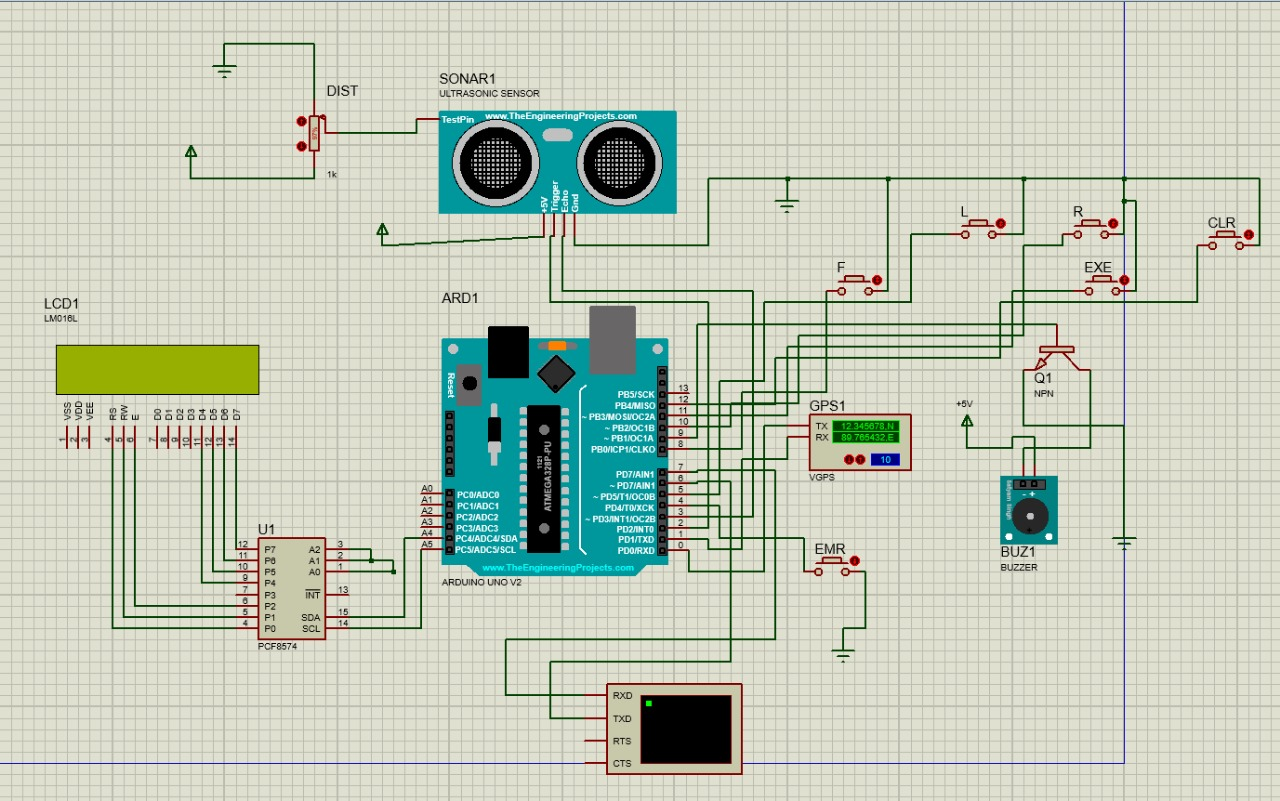 DIST
1k
SONAR1
ULTRASONIC SENSOR
TestPin
www.TheEngineeringProjects.com
+5V
Trigger
Echo
Gnd
L
R
CLR
F
EXE
LCD1
LM016L
VSS
VDD
VEE
RS
RW
E
D0
D1
D2
D3
D4
D5
D6
D7
1
2
3
4
5
6
7
8
9
10
11
12
13
14
ARD1
Reset
1121
ATMEGA328P-PU
PB5/SCK 13
PB4/MISO 12
~ PB3/MOSI/OC2A 11
~ PB2/OC1B 10
~ PB1/OC1A 9
PB0/ICP1/CLKO 8
PD7/AIN1 7
~ PD7/AIN1 6
~ PD5/T1/OC0B 5
PD4/T0/XCK 4
~ PD3/INT1/OC2B 3
PD2/INT0 2
PD1/TXD 1
PD0/RXD 0
A0 PC0/ADC0
A1 PC1/ADC1
A2 PC2/ADC2
A3 PC3/ADC3
A4 PC4/ADC4/SDA
A5 PC5/ADC5/SCL
www.TheEngineeringProjects.com
ARDUINO UNO V2
Q1
NPN
+5V
GPS1
TX 12.345678,N
RX 89.765432,E
10
VGPS
BUZ1
BUZZER
- +
EMR
U1
12 P7 A2 3
11 P6 A1 2
10 P5 A0 1
9 P4
7 P3 INT 13
6 P2
5 P1 SDA 15
4 P0 SCL 14
PCF8574
RXD
TXD
RTS
CTS